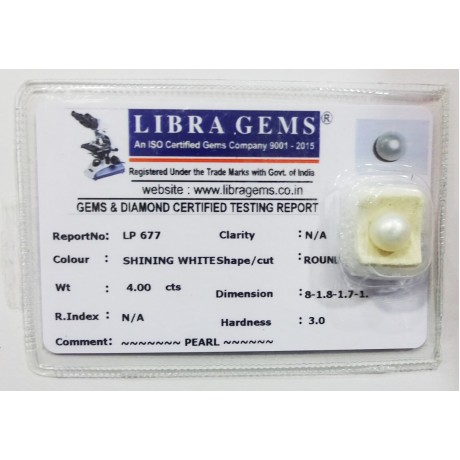 LIBRA GEMS ®
An ISO Certified Gems Company 9001 - 2015
Registered Under the Trade Marks with Govt. of India
website : www.libragems.co.in
GEMS & DIAMOND CERTIFIED TESTING REPORT
ReportNo: LP 677 Clarity : N/A
Colour : SHINING WHITE Shape/cut : ROUND
Wt : 4.00 cts Dimension : 8-1.8-1.7-1.
R.Index : N/A Hardness : 3.0
Comment: ~~~~~~~ PEARL ~~~~~~